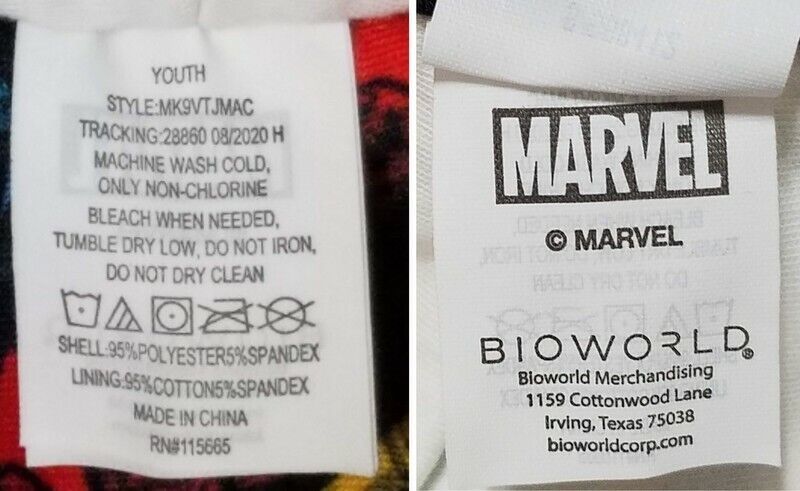 YOUTH
STYLE:MK9VTJMAC
TRACKING:28860 08/2020 H
MACHINE WASH COLD,
ONLY NON-CHLORINE
BLEACH WHEN NEEDED,
TUMBLE DRY LOW, DO NOT IRON,
DO NOT DRY CLEAN
SHELL:95%POLYESTER5%SPANDEX
LINING:95%COTTON5%SPANDEX
MADE IN CHINA
RN#115665
MARVEL
© MARVEL
BIOWORLD®
Bioworld Merchandising
1159 Cottonwood Lane
Irving, Texas 75038
bioworldcorp.com